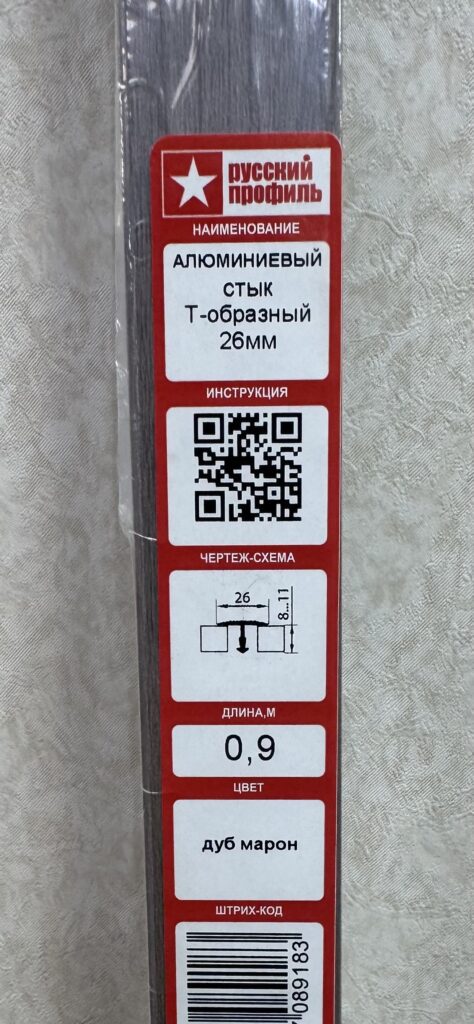 русский
профиль
НАИМЕНОВАНИЕ
АЛЮМИНИЕВЫЙ
СТЫК
Т-образный
26мм
ИНСТРУКЦИЯ
ЧЕРТЕЖ-СХЕМА
26
8...11
ДЛИНА,М
0,9
ЦВЕТ
дуб марон
ШТРИХ-КОД
089183